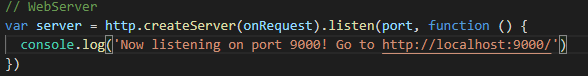 // WebServer
var server = http.createServer(onRequest).listen(port, function () {
  console.log('Now listening on port 9000! Go to http://localhost:9000/')
})